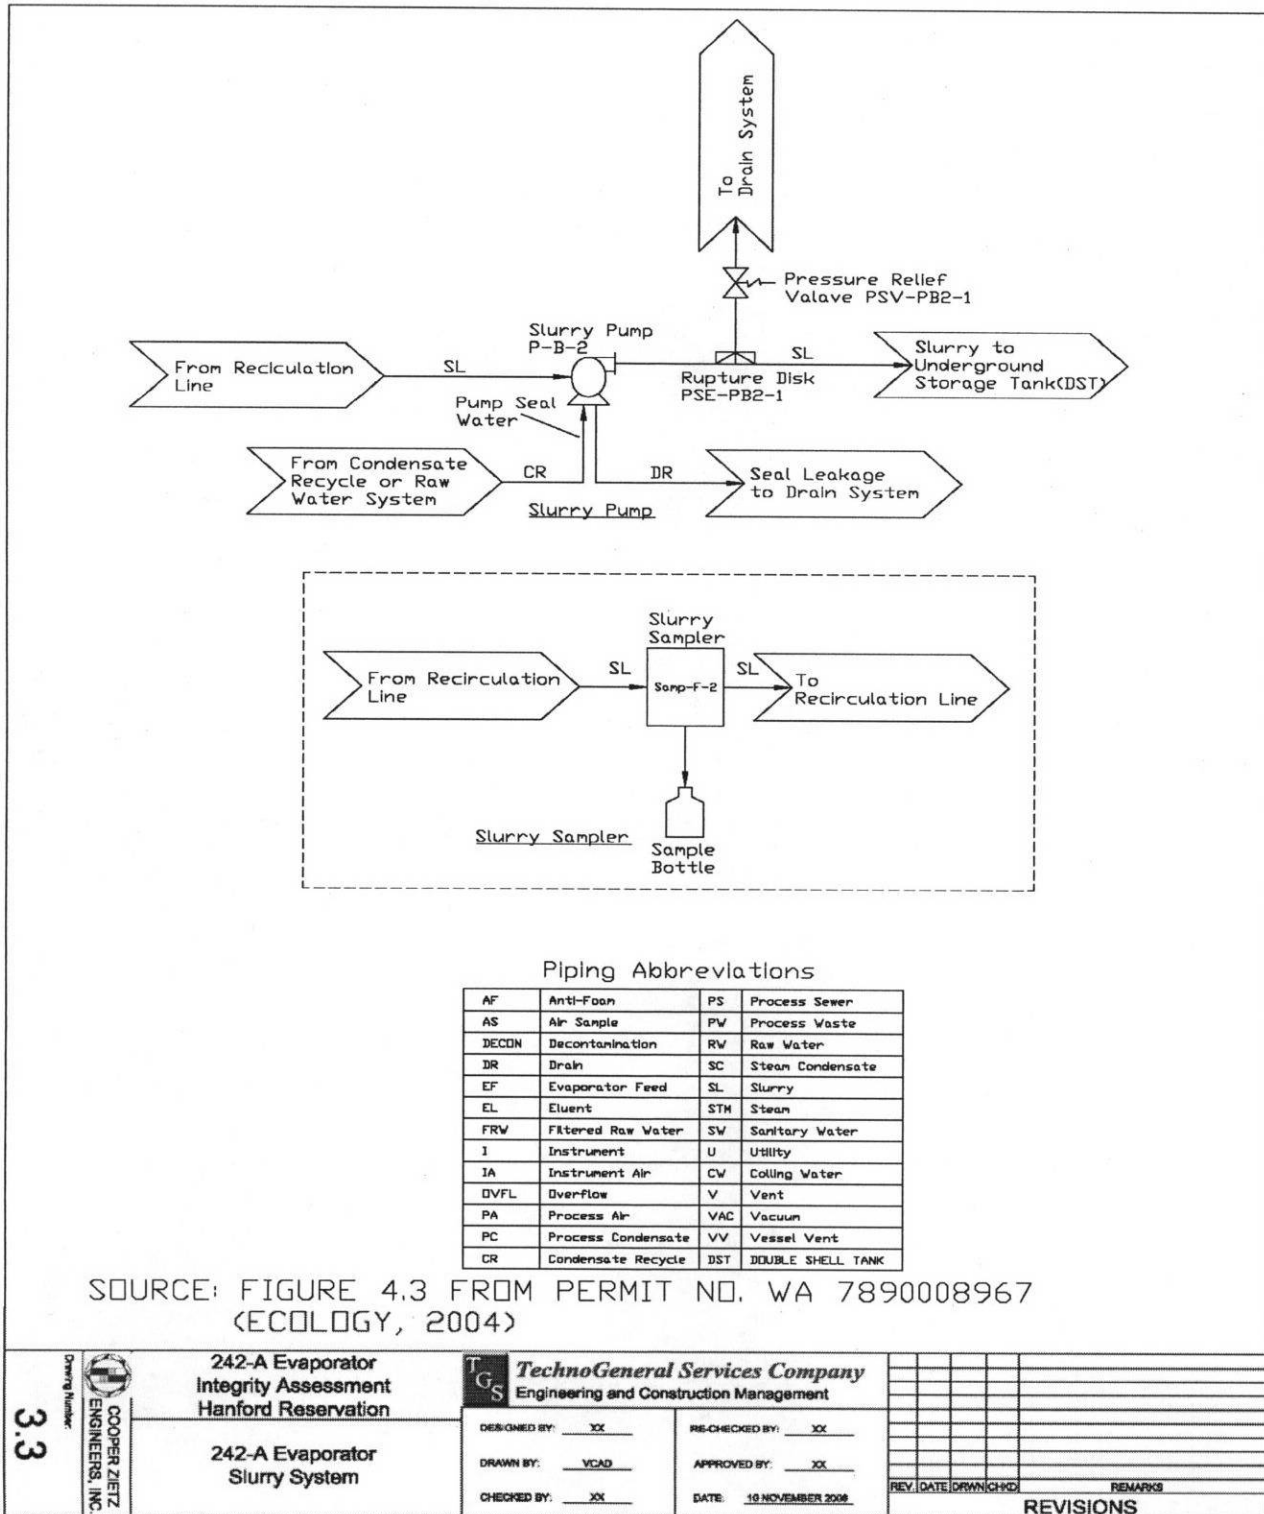 To
Drain System
Pressure Relief
Valave PSV-PB2-1
Slurry Pump
P-B-2
From Reciculation
Line
SL
SL
Slurry to
Underground
Storage Tank(DST)
Rupture Disk
PSE-PB2-1
Pump Seal
Water
From Condensate
Recycle or Raw
Water System
CR
DR
Seal Leakage
to Drain System
Slurry Pump
Slurry
Sampler
From Recirculation
Line
SL
Samp-F-2
SL
To
Recirculation Line
Slurry Sampler
Sample
Bottle
Piping Abbreviations
AF Anti-Foam PS Process Sewer
AS Air Sample PW Process Waste
DECON Decontamination RW Raw Water
DR Drain SC Steam Condensate
EF Evaporator Feed SL Slurry
EL Eluent STM Steam
FRW Filtered Raw Water SW Sanitary Water
I Instrument U Utility
IA Instrument Air CW Colling Water
OVFL Overflow V Vent
PA Process Air VAC Vacuum
PC Process Condensate VV Vessel Vent
CR Condensate Recycle DST DOUBLE SHELL TANK
SOURCE: FIGURE 4.3 FROM PERMIT NO. WA 7890008967
(ECOLOGY, 2004)
Drawing Number:
3.3
COOPER ZIETZ
ENGINEERS, INC.
242-A Evaporator
Integrity Assessment
Hanford Reservation
242-A Evaporator
Slurry System
TGS
TechnoGeneral Services Company
Engineering and Construction Management
DESIGNED BY: XX
DRAWN BY: VCAD
CHECKED BY: XX
RE-CHECKED BY: XX
APPROVED BY: XX
DATE: 10 NOVEMBER
REV. DATE DRWN CHKD REMARKS
REVISIONS